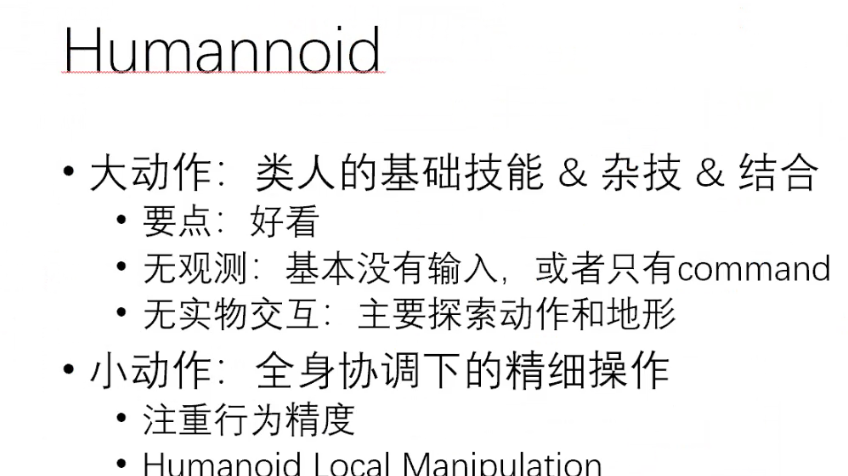 Humannoid
• 大动作：类人的基础技能 & 杂技 & 结合
• 要点：好看
• 无观测：基本没有输入，或者只有command
• 无实物交互：主要探索动作和地形
• 小动作：全身协调下的精细操作
• 注重行为精度
• Humanoid Local Manipulation